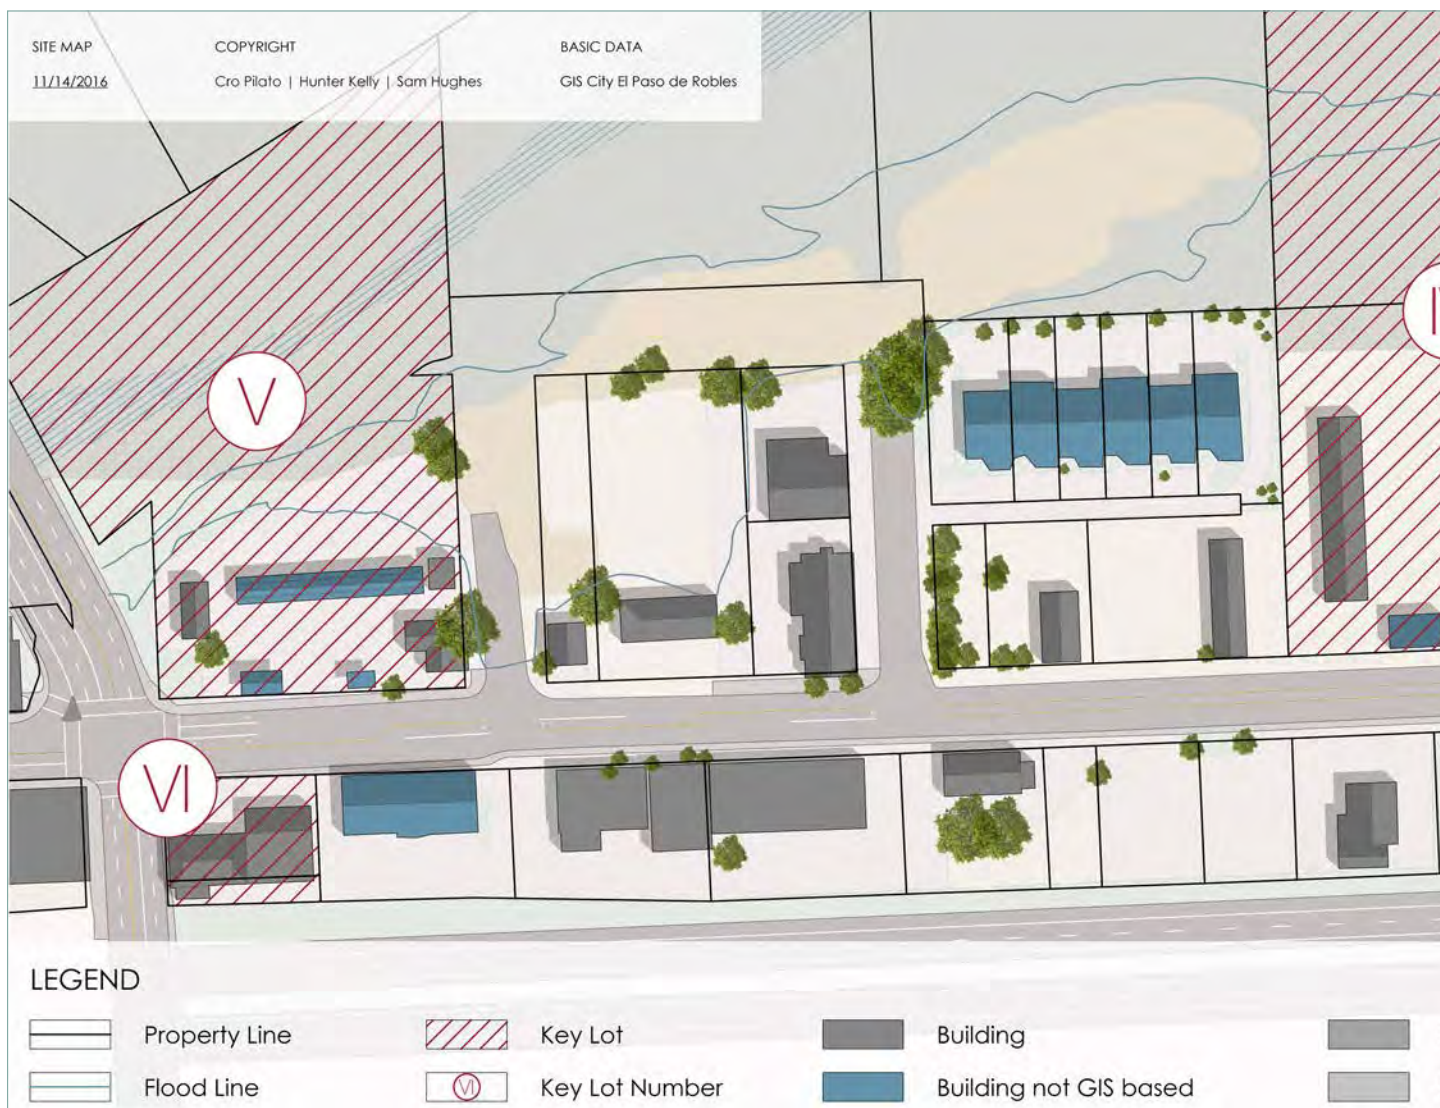 SITE MAP
COPYRIGHT
BASIC DATA
11/14/2016
Cro Pilato | Hunter Kelly | Sam Hughes
GIS City El Paso de Robles
V
VI
LEGEND
Property Line
Key Lot
Building
Flood Line
VI
Key Lot Number
Building not GIS based